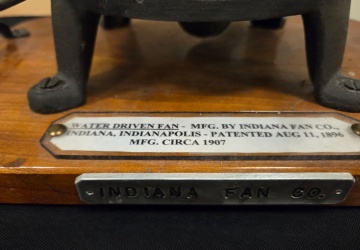 WATER DRIVEN FAN - MFG. BY INDIANA FAN CO.,
INDIANA, INDIANAPOLIS - PATENTED AUG 11, 1896
MFG. CIRCA 1907
INDIANA FAN CO.